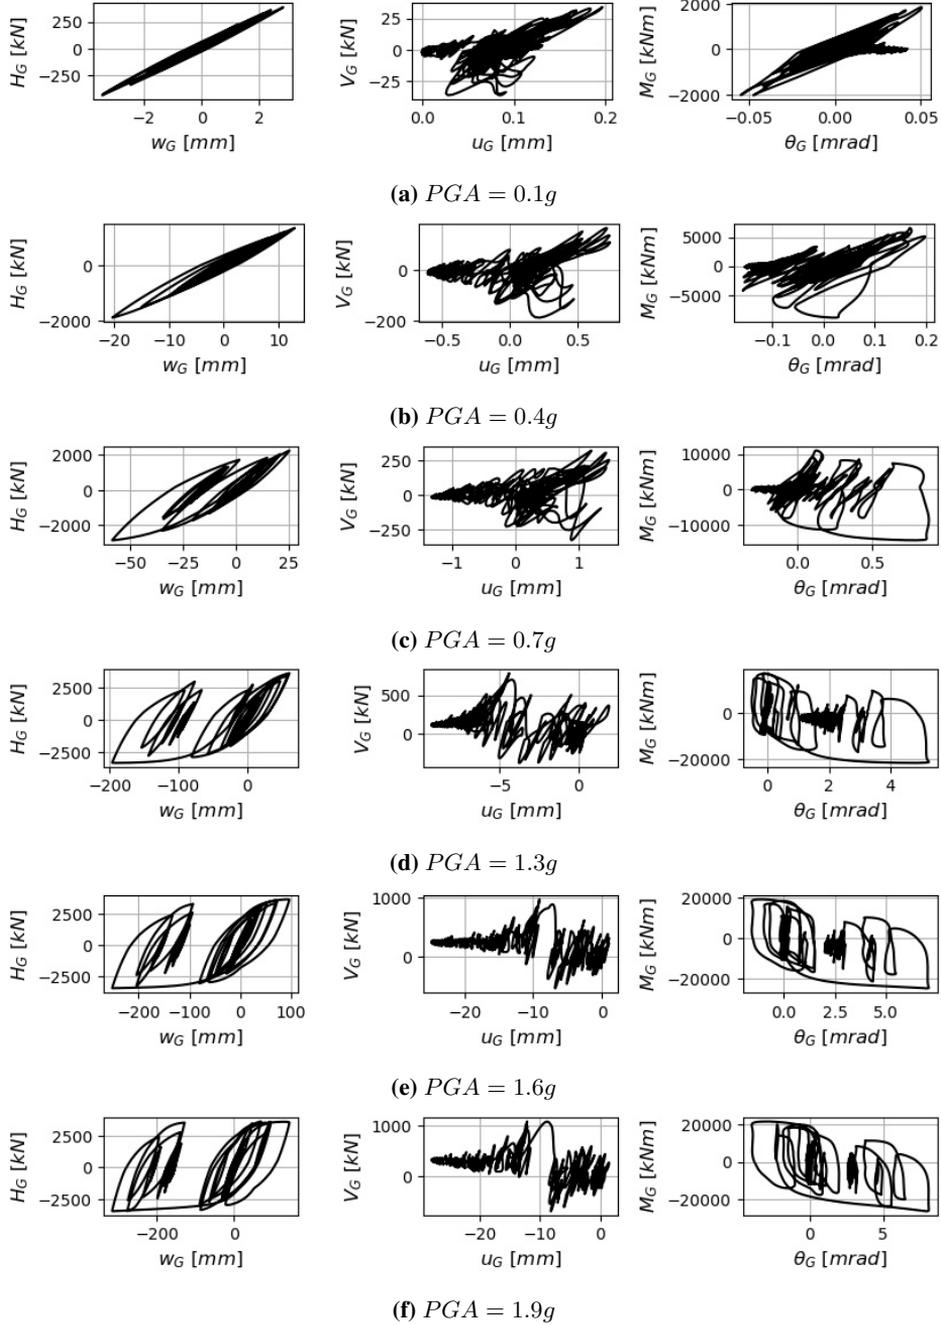 250
0
−250
H_G [kN]
−2
0
2
w_G [mm]
25
0
−25
V_G [kN]
0.0
0.1
0.2
u_G [mm]
2000
0
−2000
M_G [kNm]
−0.05
0.00
0.05
θ_G [mrad]
(a) PGA = 0.1g
0
−2000
H_G [kN]
−20
−10
0
10
w_G [mm]
0
−200
V_G [kN]
−0.5
0.0
0.5
u_G [mm]
5000
0
−5000
M_G [kNm]
−0.1
0.0
0.1
0.2
θ_G [mrad]
(b) PGA = 0.4g
2000
0
−2000
H_G [kN]
−50
−25
0
25
w_G [mm]
250
0
−250
V_G [kN]
−1
0
1
u_G [mm]
10000
0
−10000
M_G [kNm]
0.0
0.5
θ_G [mrad]
(c) PGA = 0.7g
2500
0
−2500
H_G [kN]
−200
−100
0
w_G [mm]
500
0
V_G [kN]
−5
0
u_G [mm]
0
−20000
M_G [kNm]
0
2
4
θ_G [mrad]
(d) PGA = 1.3g
2500
0
−2500
H_G [kN]
−200
−100
0
100
w_G [mm]
1000
0
V_G [kN]
−20
−10
0
u_G [mm]
20000
0
−20000
M_G [kNm]
0.0
2.5
5.0
θ_G [mrad]
(e) PGA = 1.6g
2500
0
−2500
H_G [kN]
−200
0
w_G [mm]
1000
0
V_G [kN]
−20
−10
0
u_G [mm]
20000
0
−20000
M_G [kNm]
0
5
θ_G [mrad]
(f) PGA = 1.9g